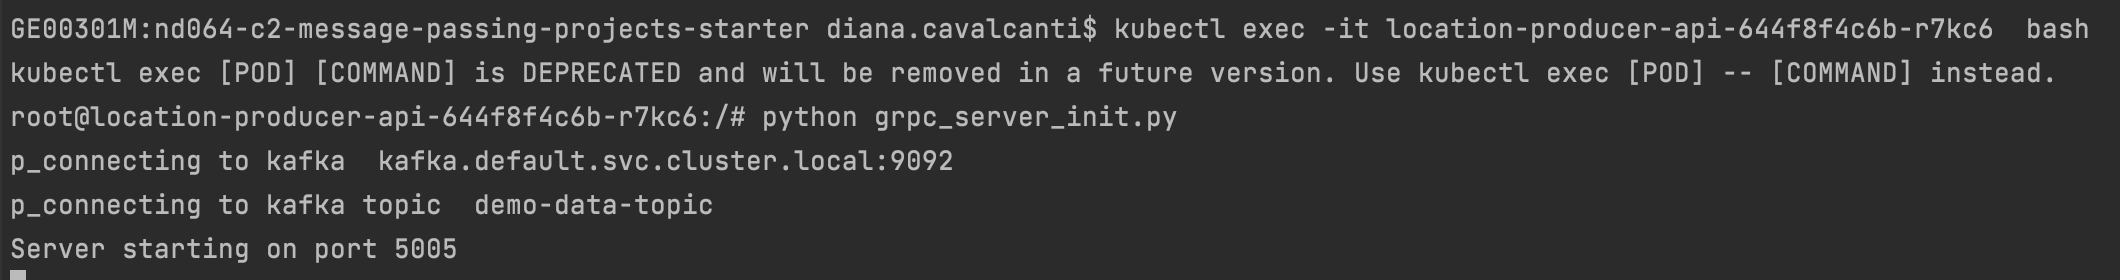 GE00301M:nd064-c2-message-passing-projects-starter diana.cavalcanti$ kubectl exec -it location-producer-api-644f8f4c6b-r7kc6  bash
kubectl exec [POD] [COMMAND] is DEPRECATED and will be removed in a future version. Use kubectl exec [POD] -- [COMMAND] instead.
root@location-producer-api-644f8f4c6b-r7kc6:/# python grpc_server_init.py
p_connecting to kafka  kafka.default.svc.cluster.local:9092
p_connecting to kafka topic  demo-data-topic
Server starting on port 5005